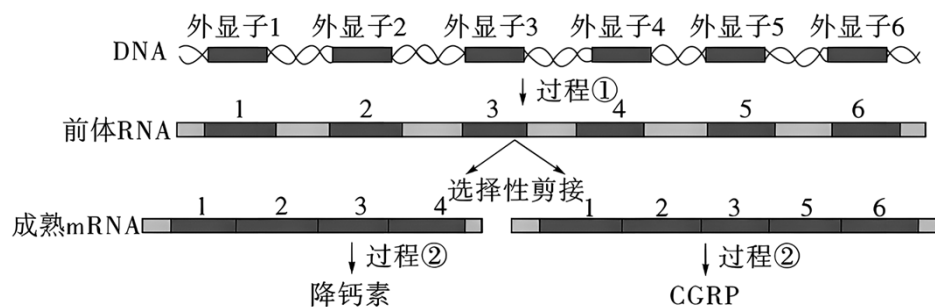 外显子1 外显子2 外显子3 外显子4 外显子5 外显子6
DNA
过程①
1 2 3 4 5 6
前体RNA
选择性剪接
1 2 3 4 1 2 3 5 6
成熟mRNA
过程② 过程②
降钙素 CGRP